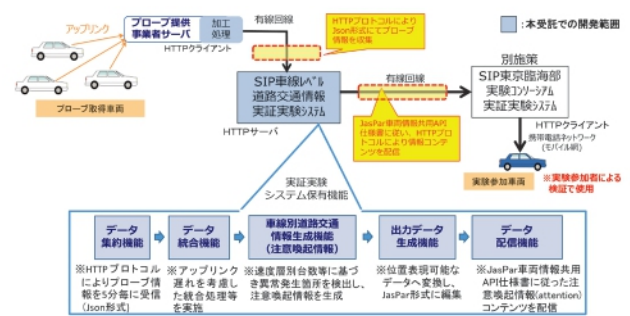 アップリンク
プローブ提供
事業者サーバ
加工
処理
HTTPクライアント
有線回線
HTTPプロトコルにより
Json形式にてプローブ
情報を収集
：本受託での開発範囲
プローブ取得車両
SIP車線レベル
道路交通情報
実証実験システム
HTTPサーバ
有線回線
JasPar車両情報共用API
仕様書に従い、HTTPプロ
トコルにより情報コンテ
ンツを配信
別施策
SIP東京臨海部
実験コンソーシアム
実証実験システム
HTTPクライアント
携帯電話ネットワーク
(モバイル網)
実験参加車両
※実験参加者による
検証で使用
実証実験
システム保有機能
データ
集約機能
データ
統合機能
車線別道路交通
情報生成機能
（注意喚起情報）
出力データ
生成機能
データ
配信機能
※HTTPプロトコル
によりプローブ情
報を5分毎に受信
(Json形式)
※アップリンク
遅れを考慮し
た統合処理等
を実施
※速度層別台数等に基づ
き異常発生箇所を検出し、
注意喚起情報を生成
※位置表現可能な
データへ変換し、
JasPar形式に編集
※JasPar車両情報共用
API仕様書に従った注
意喚起情報(attention)
コンテンツを配信